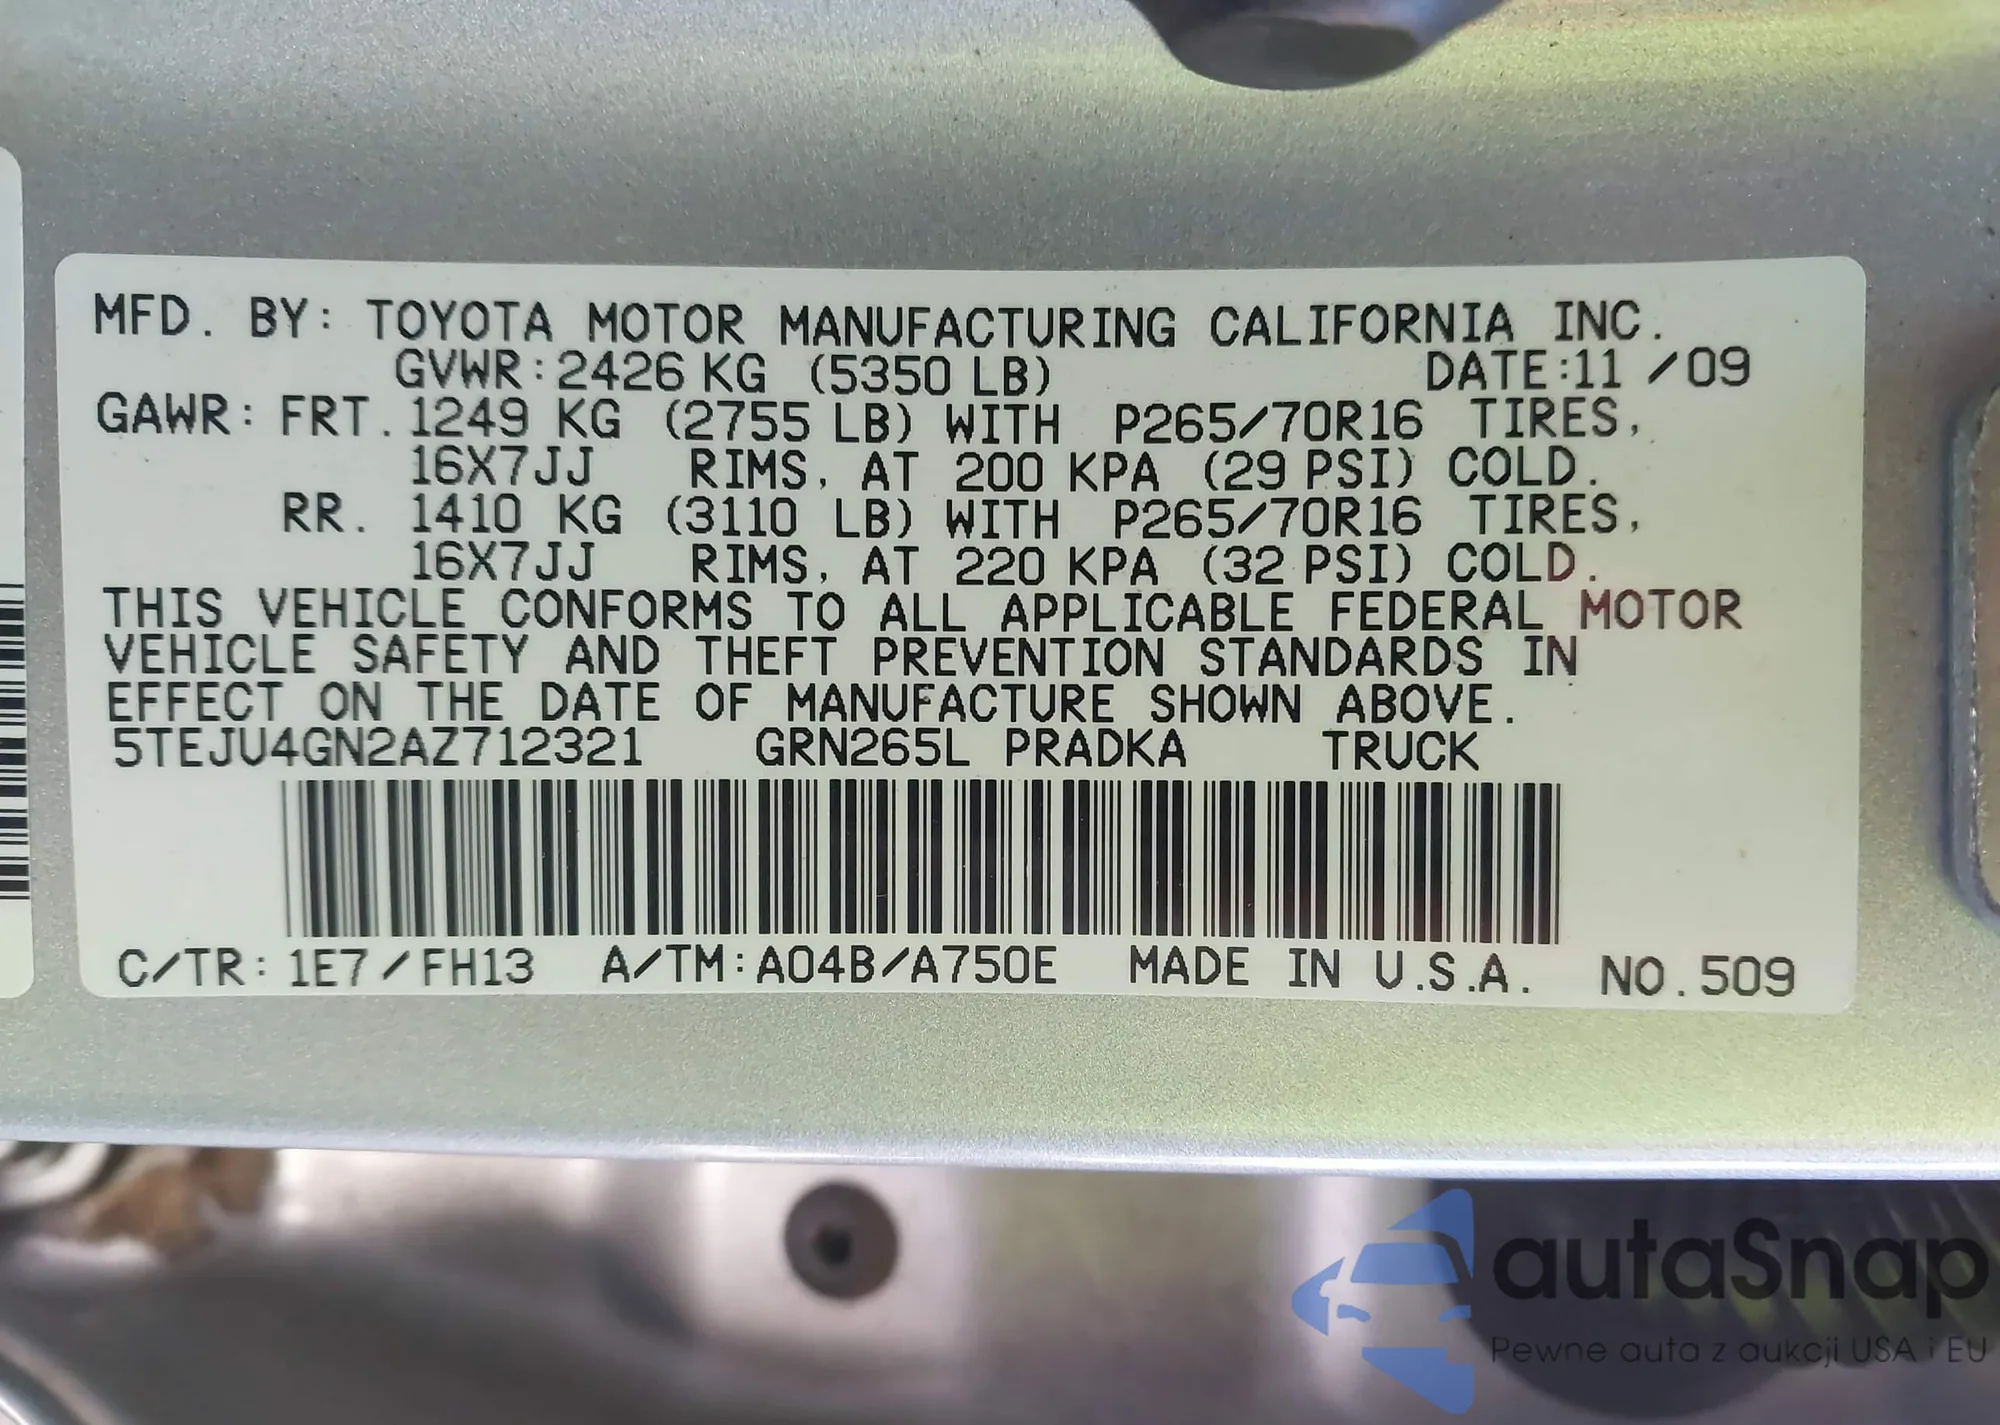 MFD. BY: TOYOTA MOTOR MANUFACTURING CALIFORNIA INC.
GVWR: 2426 KG (5350 LB) DATE: 11 /09
GAWR: FRT. 1249 KG (2755 LB) WITH P265/70R16 TIRES,
16X7JJ RIMS, AT 200 KPA (29 PSI) COLD.
RR. 1410 KG (3110 LB) WITH P265/70R16 TIRES,
16X7JJ RIMS, AT 220 KPA (32 PSI) COLD.
THIS VEHICLE CONFORMS TO ALL APPLICABLE FEDERAL MOTOR
VEHICLE SAFETY AND THEFT PREVENTION STANDARDS IN
EFFECT ON THE DATE OF MANUFACTURE SHOWN ABOVE.
5TEJU4GN2AZ712321 GRN265L PRADKA TRUCK
C/TR: 1E7/FH13 A/TM: A04B/A750E MADE IN U.S.A. NO. 509
autaSnap
Pewne auta z aukcji USA i EU